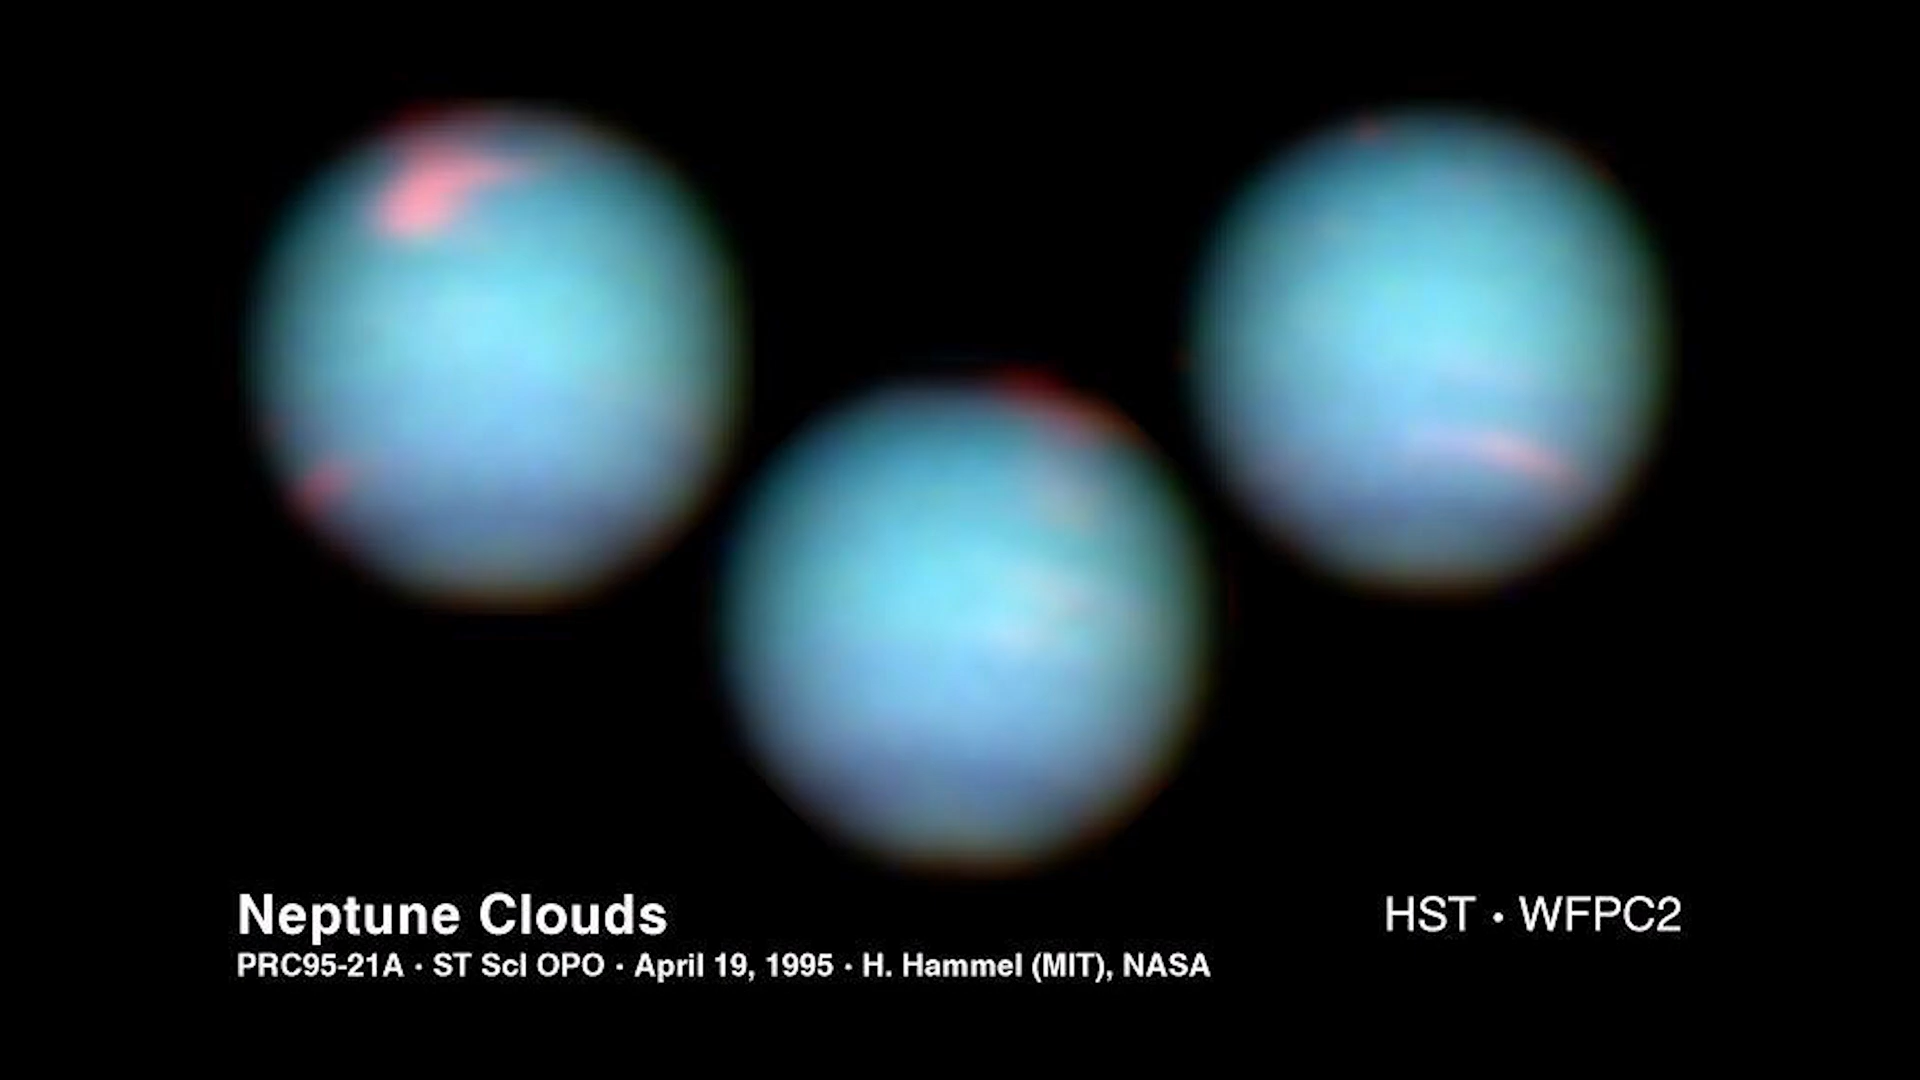 Neptune Clouds
HST · WFPC2
PRC95-21A · ST ScI OPO · April 19, 1995 · H. Hammel (MIT), NASA